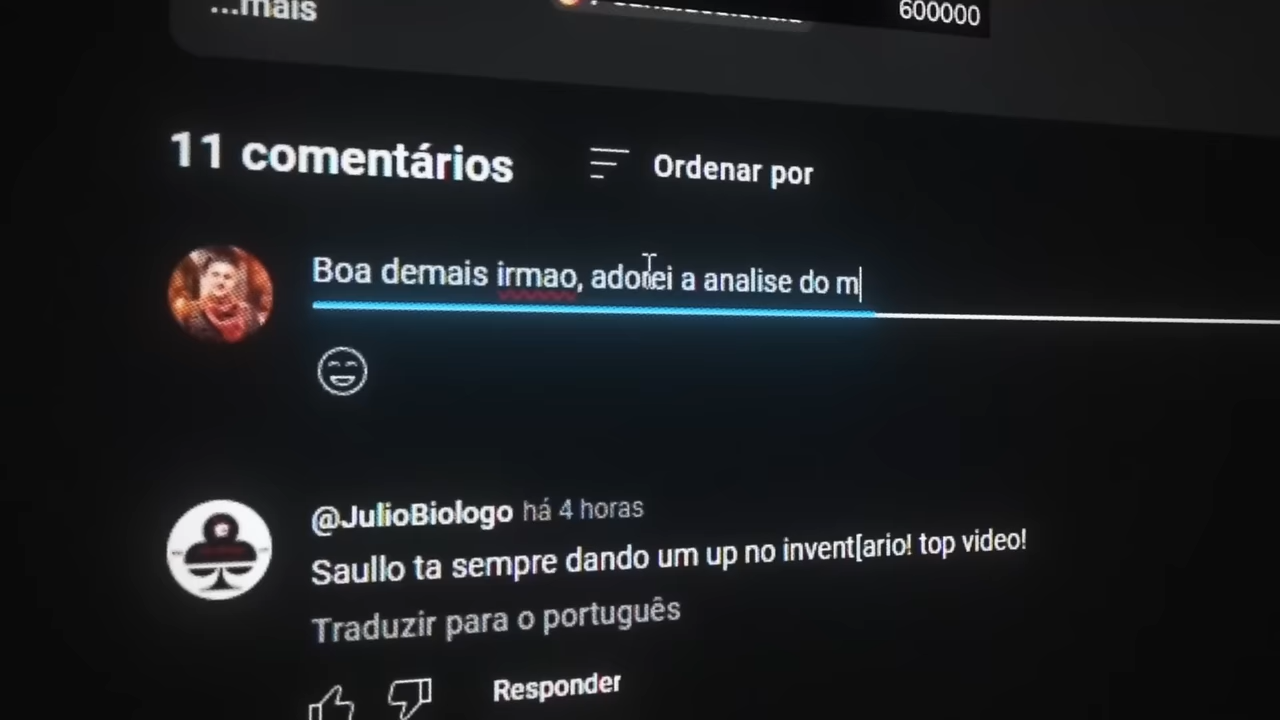 ...mais
600000
11 comentários
Ordenar por
Boa demais irmao, adorei a analise do m
@JulioBiologo há 4 horas
Saullo ta sempre dando um up no invent[ario! top video!
Traduzir para o português
Responder